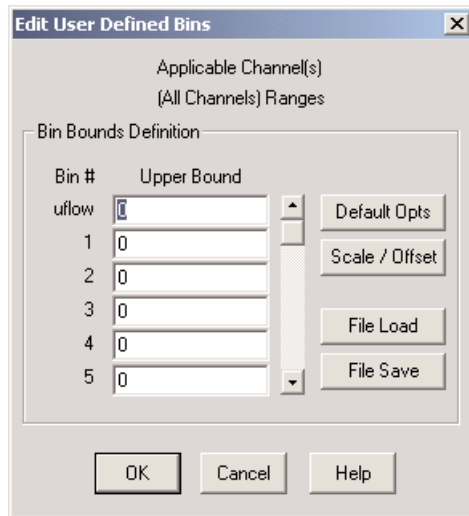 Edit User Defined Bins
Applicable Channel(s)
(All Channels) Ranges
Bin Bounds Definition
Bin # Upper Bound
uflow 0 Default Opts
1 0 Scale / Offset
2 0
3 0 File Load
4 0
5 0 File Save
OK Cancel Help